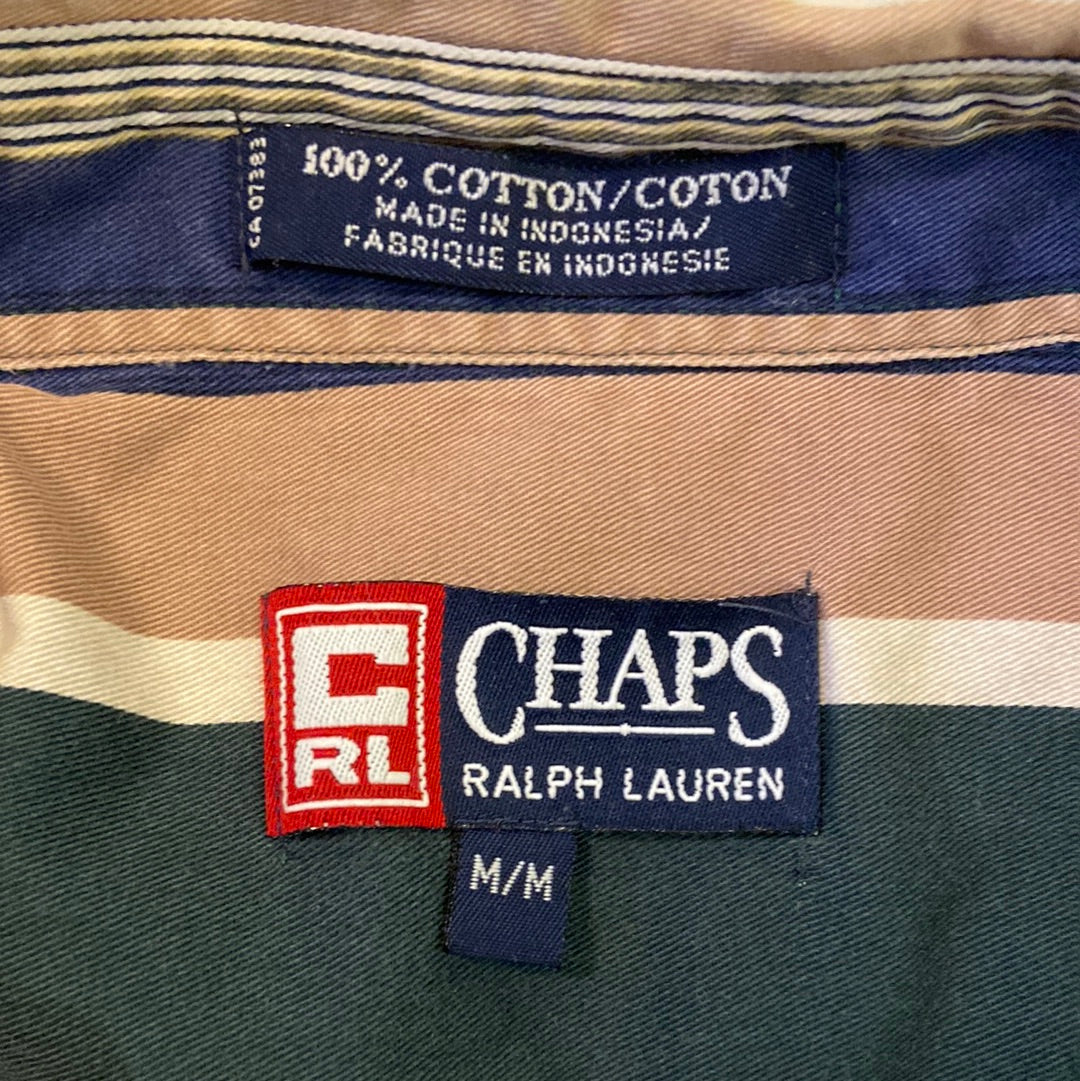 CA 07383
100% COTTON/COTON
MADE IN INDONESIA/
FABRIQUE EN INDONESIE
C
RL
CHAPS
RALPH LAUREN
M/M